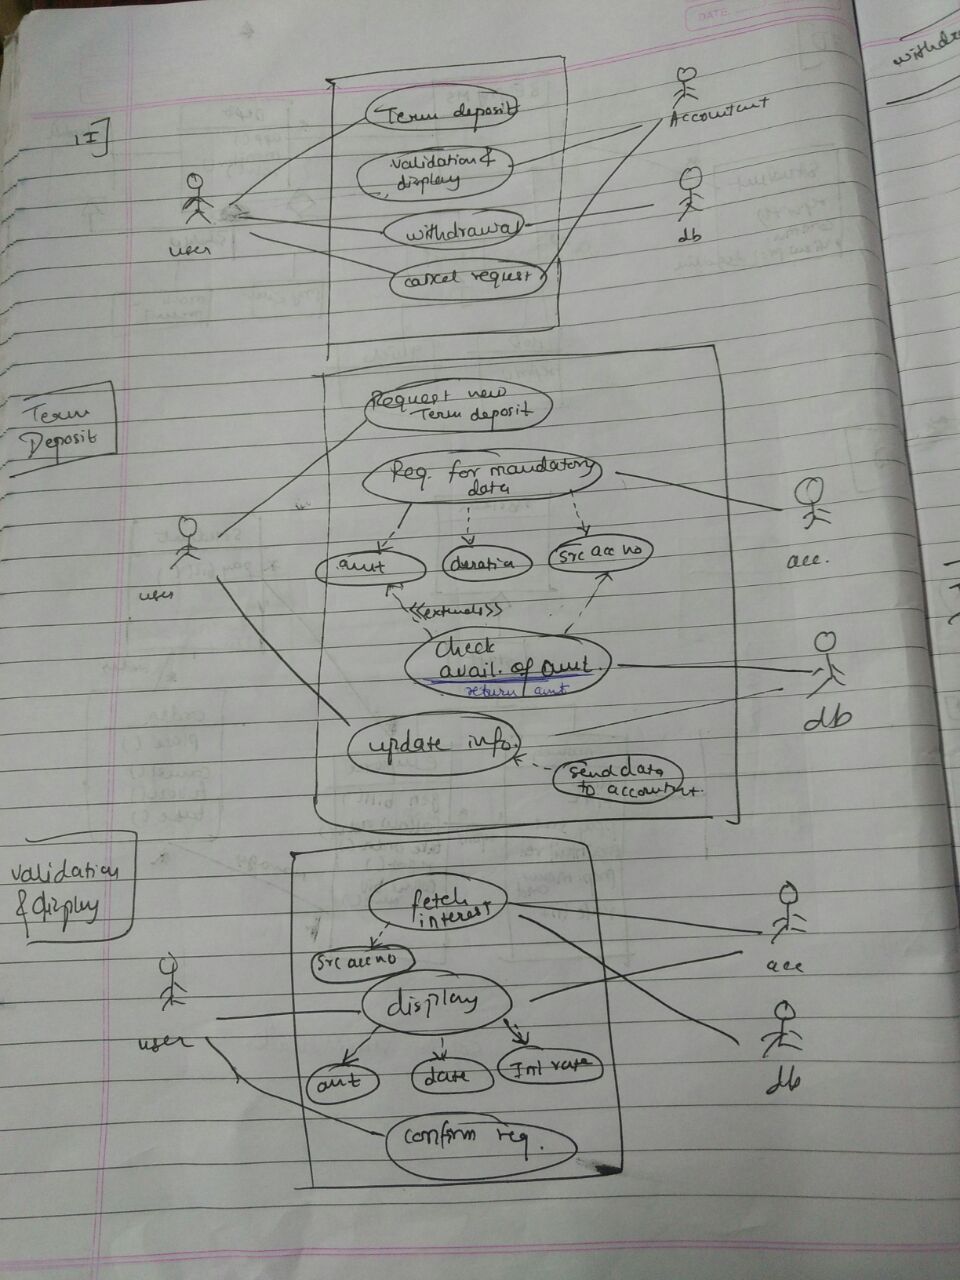 DATE
1I]
Term deposit
Accountant
withdra
validation &
display
user
withdrawal
db
cancel request
Term
Deposit
Request new
Term deposit
Req. for mandatory
data
user
amt
duration
src acc no
acc.
<<extends>>
check
avail. of amt.
return amt
update info.
db
send data
to accountant.
validation
& display
fetch
interest
src acc no
acc
display
user
amt
date
Int rate
db
confirm req.